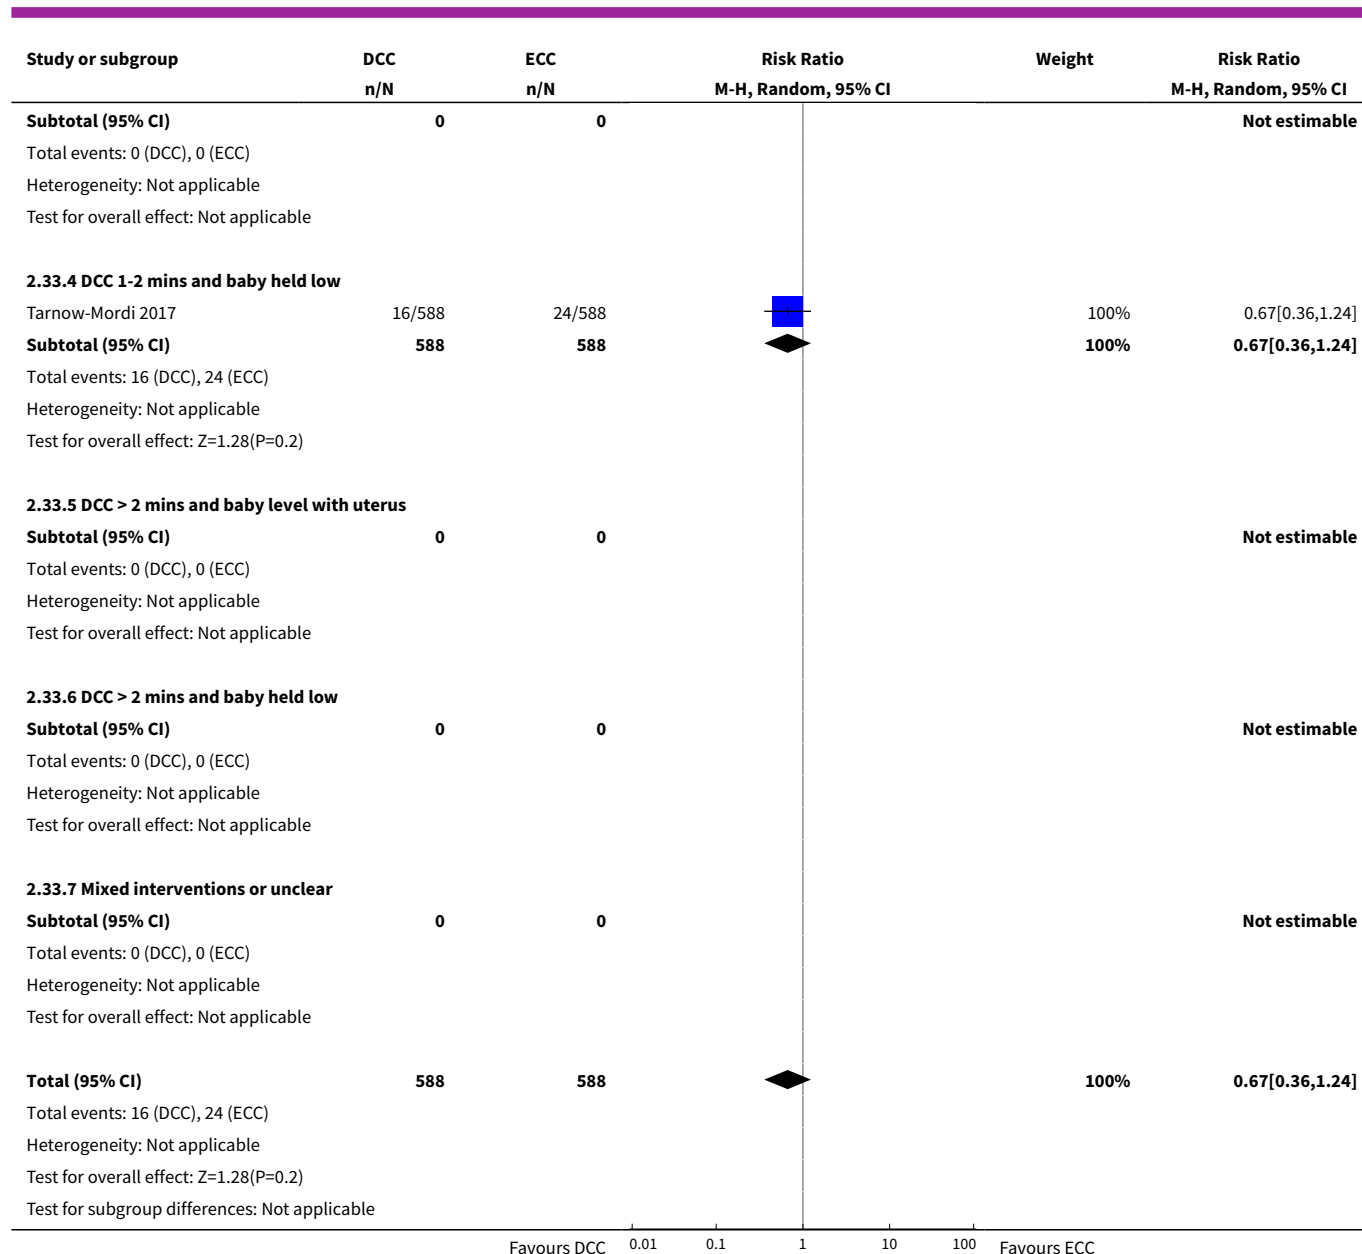 Study or subgroup DCC ECC Risk Ratio Weight Risk Ratio
n/N n/N M-H, Random, 95% CI M-H, Random, 95% CI
Subtotal (95% CI) 0 0 Not estimable
Total events: 0 (DCC), 0 (ECC)
Heterogeneity: Not applicable
Test for overall effect: Not applicable
2.33.4 DCC 1-2 mins and baby held low
Tarnow-Mordi 2017 16/588 24/588 100% 0.67[0.36,1.24]
Subtotal (95% CI) 588 588 100% 0.67[0.36,1.24]
Total events: 16 (DCC), 24 (ECC)
Heterogeneity: Not applicable
Test for overall effect: Z=1.28(P=0.2)
2.33.5 DCC > 2 mins and baby level with uterus
Subtotal (95% CI) 0 0 Not estimable
Total events: 0 (DCC), 0 (ECC)
Heterogeneity: Not applicable
Test for overall effect: Not applicable
2.33.6 DCC > 2 mins and baby held low
Subtotal (95% CI) 0 0 Not estimable
Total events: 0 (DCC), 0 (ECC)
Heterogeneity: Not applicable
Test for overall effect: Not applicable
2.33.7 Mixed interventions or unclear
Subtotal (95% CI) 0 0 Not estimable
Total events: 0 (DCC), 0 (ECC)
Heterogeneity: Not applicable
Test for overall effect: Not applicable
Total (95% CI) 588 588 100% 0.67[0.36,1.24]
Total events: 16 (DCC), 24 (ECC)
Heterogeneity: Not applicable
Test for overall effect: Z=1.28(P=0.2)
Test for subgroup differences: Not applicable
Favours DCC 0.01 0.1 1 10 100 Favours ECC